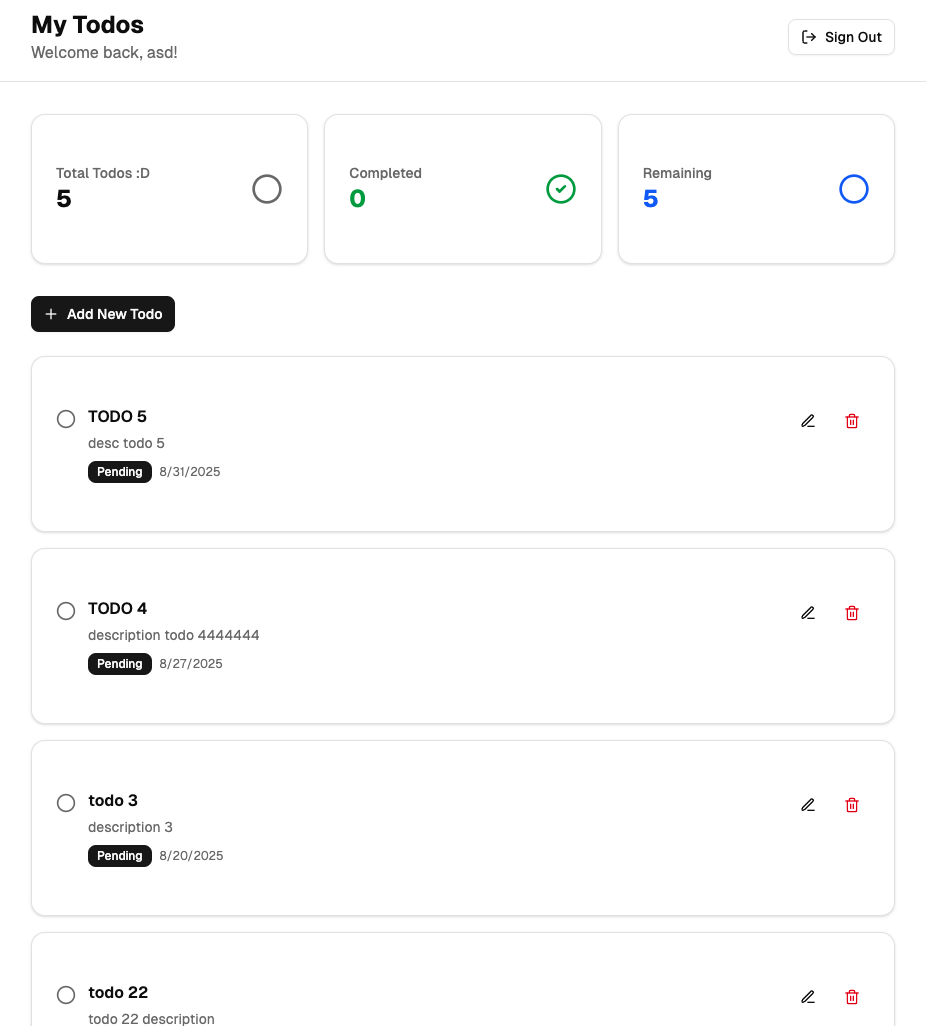 My Todos
Welcome back, asd!
Sign Out
Total Todos :D
5
Completed
0
Remaining
5
Add New Todo
TODO 5
desc todo 5
Pending 8/31/2025
TODO 4
description todo 4444444
Pending 8/27/2025
todo 3
description 3
Pending 8/20/2025
todo 22
todo 22 description